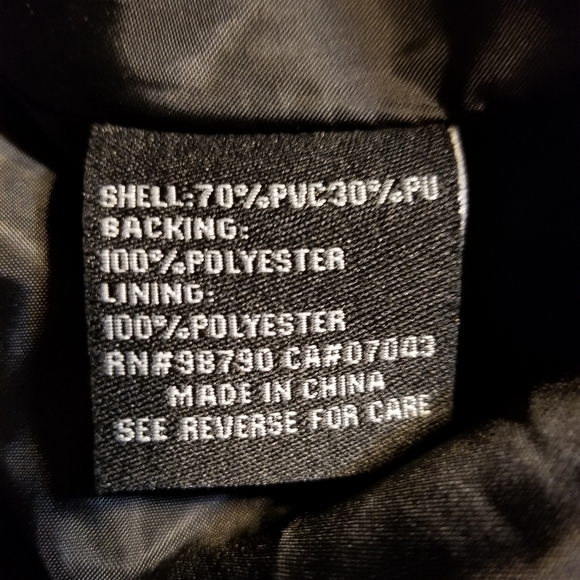 SHELL:70%PVC30%PU
BACKING:
100%POLYESTER
LINING:
100%POLYESTER
RN#98790 CA#07003
MADE IN CHINA
SEE REVERSE FOR CARE